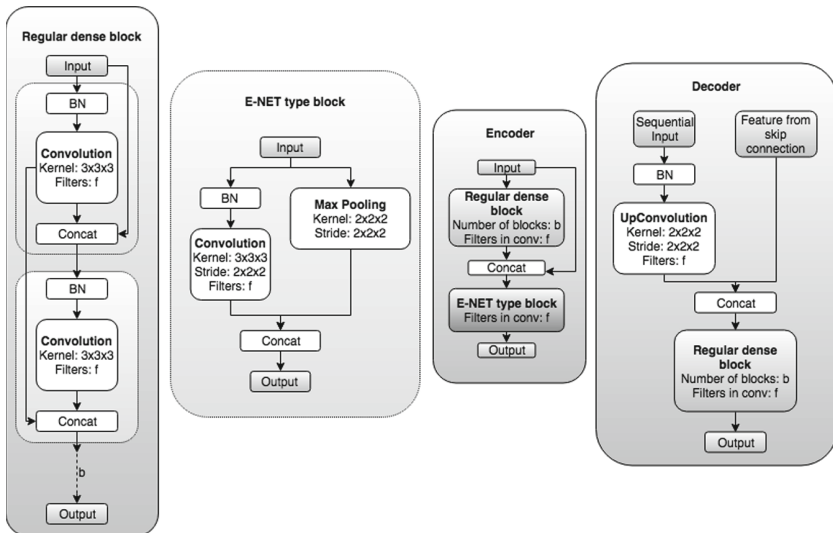 Regular dense block
Input
BN
Convolution
Kernel: 3x3x3
Filters: f
Concat
BN
Convolution
Kernel: 3x3x3
Filters: f
Concat
b
Output
E-NET type block
Input
BN
Convolution
Kernel: 3x3x3
Stride: 2x2x2
Filters: f
Max Pooling
Kernel: 2x2x2
Stride: 2x2x2
Concat
Output
Encoder
Input
Regular dense
block
Number of blocks: b
Filters in conv: f
Concat
E-NET type block
Filters in conv: f
Output
Decoder
Sequential
Input
Feature from
skip
connection
BN
UpConvolution
Kernel: 2x2x2
Stride: 2x2x2
Filters: f
Concat
Regular dense
block
Number of blocks: b
Filters in conv: f
Output